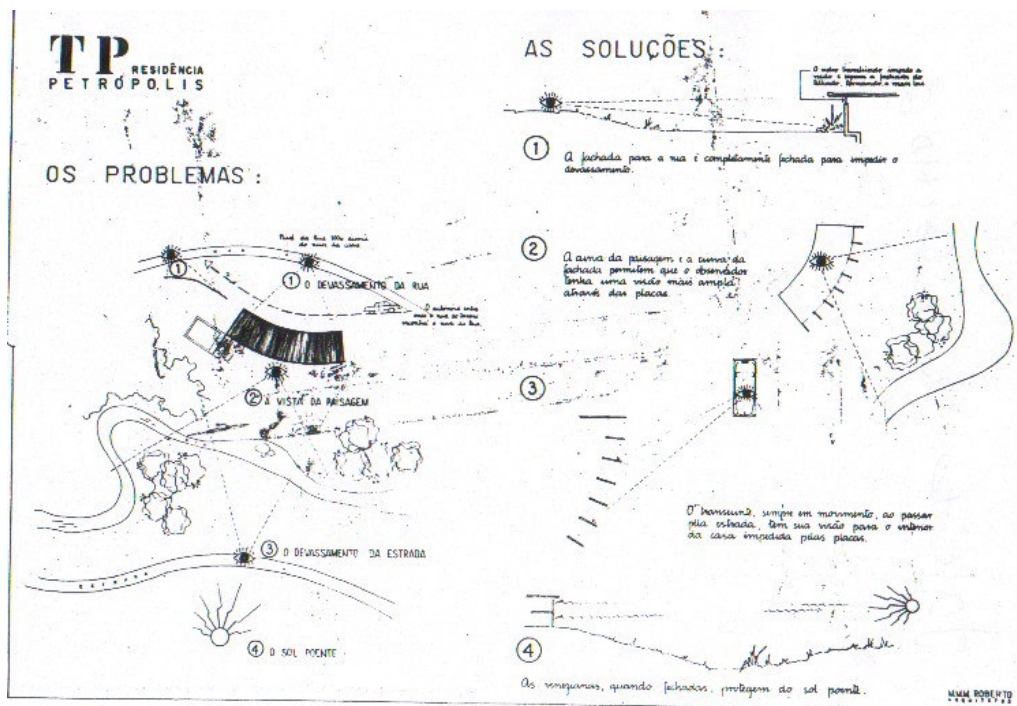 TP RESIDÊNCIA
PETRÓPOLIS
OS PROBLEMAS:
1
1 O DEVASSAMENTO DA RUA
2 A VISTA DA PAISAGEM
3 O DEVASSAMENTO DA ESTRADA
ESTRADA
4 O SOL POENTE
AS SOLUÇÕES:
1
A fachada para a rua é completamente fechada para impedir o
devassamento.
2
A curva da paisagem e a curva da
fachada permitem que o observador
tenha uma visão mais ampla
através das placas.
3
O transeunte, sempre em movimento, ao passar
pela estrada, tem sua visão para o interior
da casa impedida pelas placas.
4
As venezianas, quando fechadas, protegem do sol poente.
M.M.M. ROBERTO
ARQUITETOS